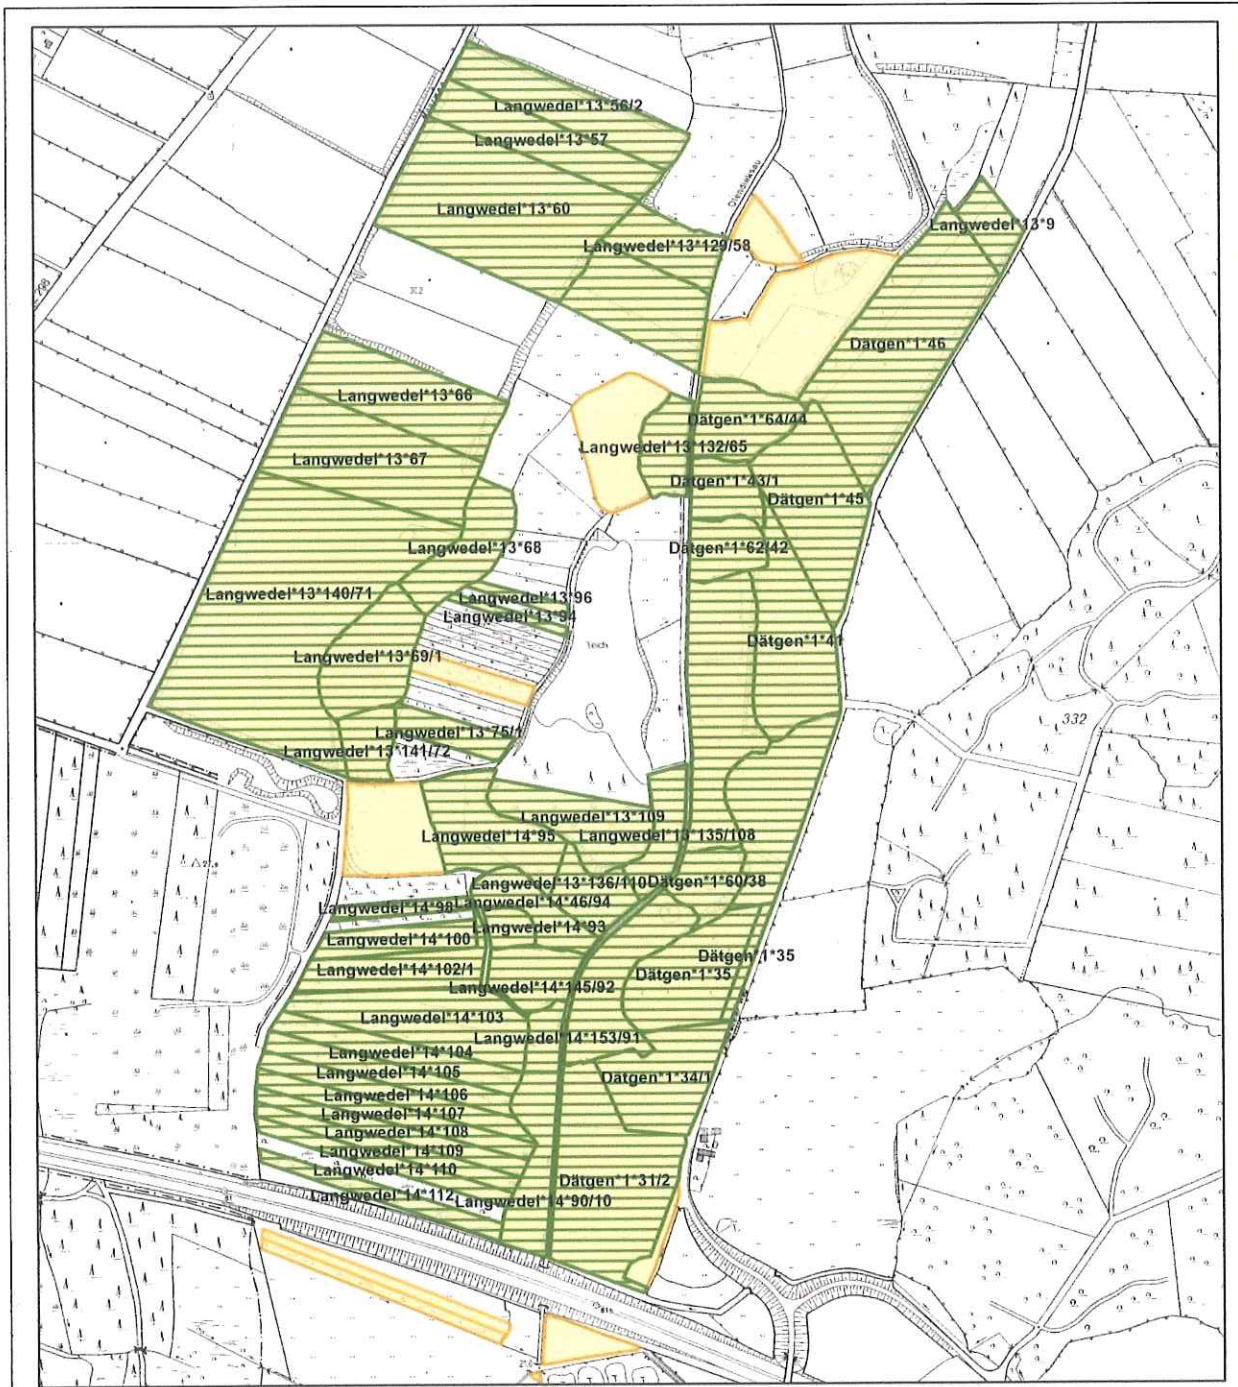 Langwedel*13*56/2
Langwedel*13*57
Langwedel*13*60
Langwedel*13*9
Langwedel*13*129/58
Dätgen*1*46
Langwedel*13*66
Dätgen*1*64/44
Langwedel*13*132/65
Langwedel*13*67
Dätgen*1*43/1
Dätgen*1*45
Langwedel*13*68
Dätgen*1*62/42
Langwedel*13*140/71
Langwedel*13*96
Langwedel*13*94
Dätgen*1*41
Langwedel*13*69/1
332
Langwedel*13*75/1
Langwedel*13*141/72
Langwedel*13*109
Langwedel*14*95
Langwedel*13*135/108
Langwedel*13*136/110
Dätgen*1*60/38
Langwedel*14*98
Langwedel*14*46/94
Langwedel*14*93
Langwedel*14*100
Dätgen*1*35
Langwedel*14*102/1
Dätgen*1*35
Langwedel*14*145/92
Langwedel*14*103
Langwedel*14*153/91
Langwedel*14*104
Langwedel*14*105
Dätgen*1*34/1
Langwedel*14*106
Langwedel*14*107
Langwedel*14*108
Langwedel*14*109
Langwedel*14*110
Dätgen*1*31/2
Langwedel*14*112
Langwedel*14*90/10